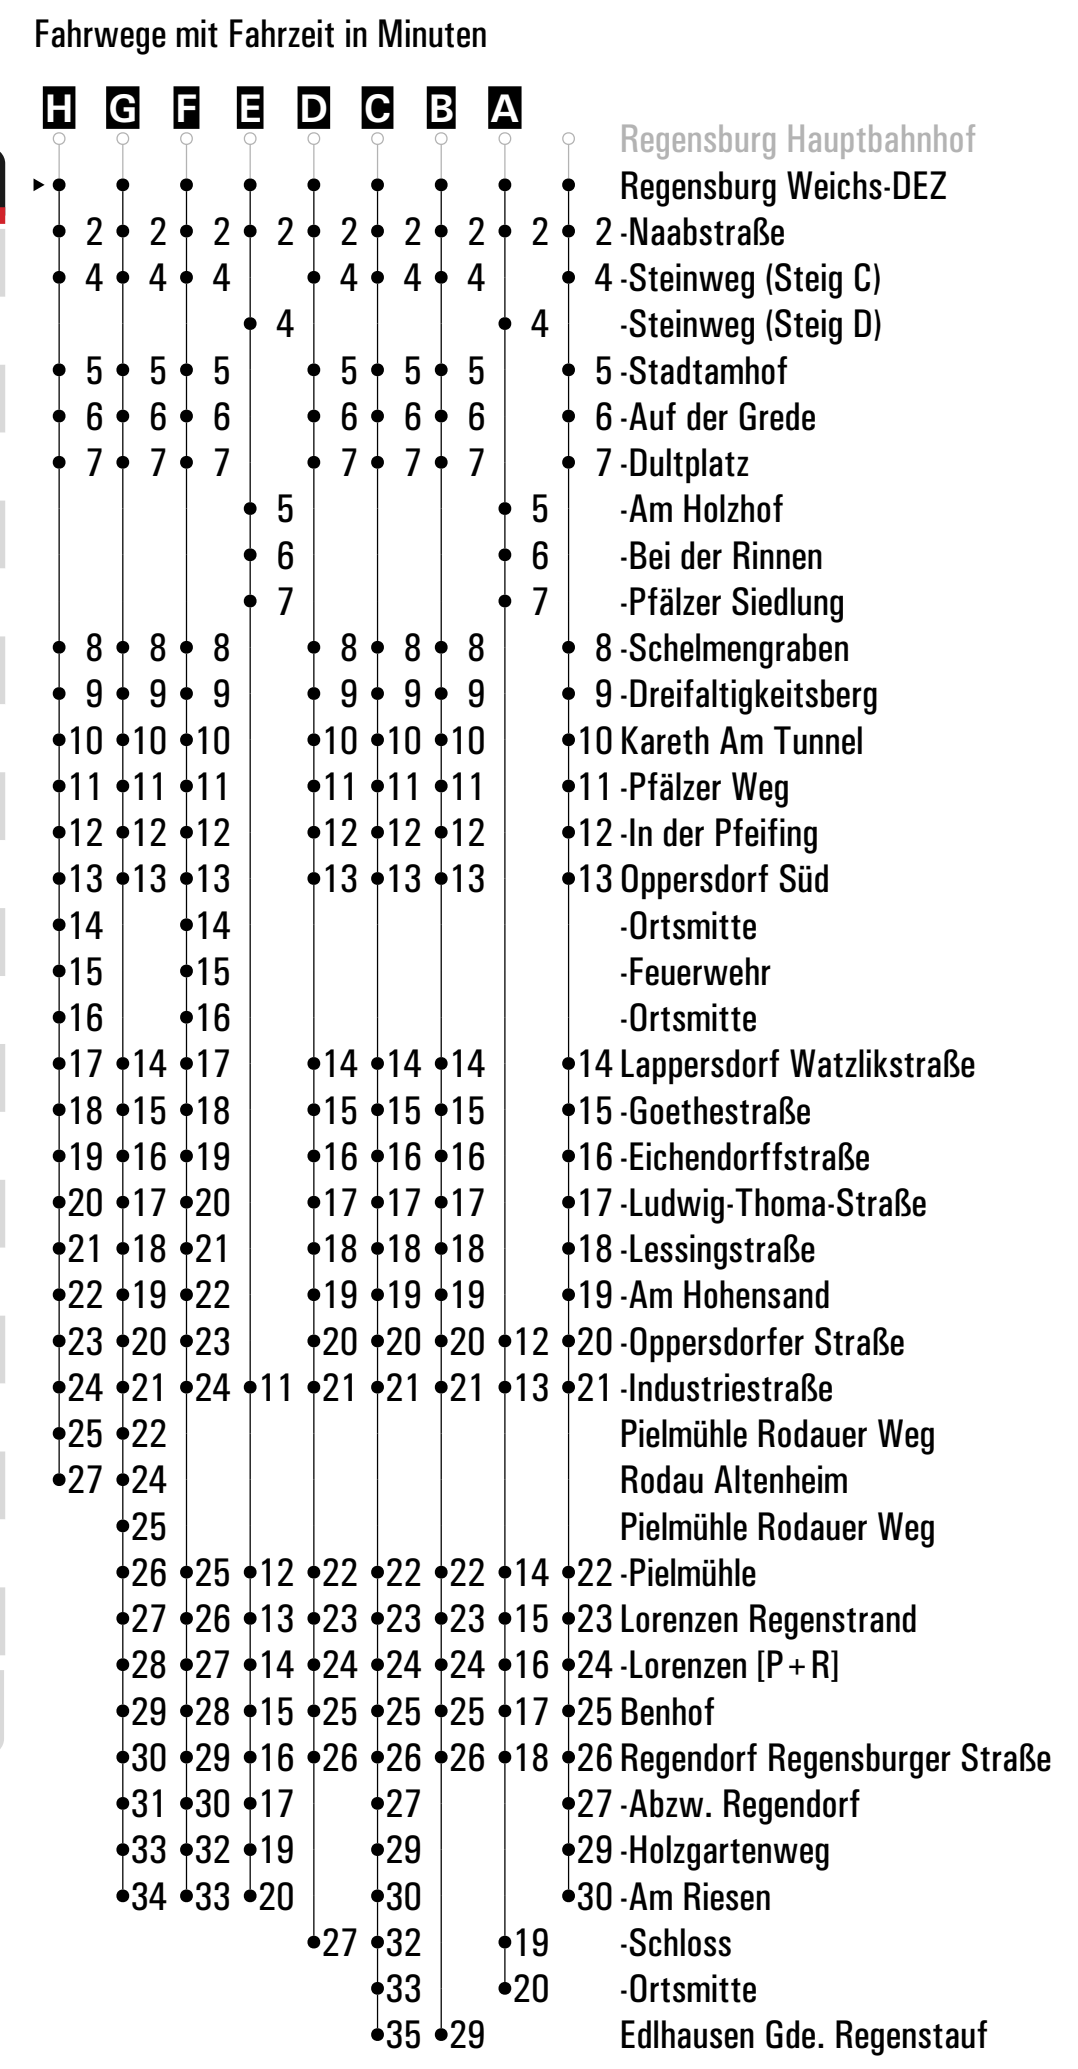 Fahrwege mit Fahrzeit in Minuten
H G F E D C B A
Regensburg Hauptbahnhof
Regensburg Weichs-DEZ
2 2 2 2 2 2 2 2 2 -Naabstraße
4 4 4 4 4 4 4 -Steinweg (Steig C)
4 4 -Steinweg (Steig D)
5 5 5 5 5 5 5 -Stadtamhof
6 6 6 6 6 6 6 -Auf der Grede
7 7 7 7 7 7 7 -Dultplatz
5 5 -Am Holzhof
6 6 -Bei der Rinnen
7 7 -Pfälzer Siedlung
8 8 8 8 8 8 8 -Schelmengraben
9 9 9 9 9 9 9 -Dreifaltigkeitsberg
10 10 10 10 10 10 10 Kareth Am Tunnel
11 11 11 11 11 11 11 -Pfälzer Weg
12 12 12 12 12 12 12 -In der Pfeifing
13 13 13 13 13 13 13 Oppersdorf Süd
14 14 -Ortsmitte
15 15 -Feuerwehr
16 16 -Ortsmitte
17 14 17 14 14 14 14 Lappersdorf Watzlikstraße
18 15 18 15 15 15 15 -Goethestraße
19 16 19 16 16 16 16 -Eichendorffstraße
20 17 20 17 17 17 17 -Ludwig-Thoma-Straße
21 18 21 18 18 18 18 -Lessingstraße
22 19 22 19 19 19 19 -Am Hohensand
23 20 23 20 20 20 12 20 -Oppersdorfer Straße
24 21 24 11 21 21 21 13 21 -Industriestraße
25 22 Pielmühle Rodauer Weg
27 24 Rodau Altenheim
25 Pielmühle Rodauer Weg
26 25 12 22 22 22 14 22 -Pielmühle
27 26 13 23 23 23 15 23 Lorenzen Regenstrand
28 27 14 24 24 24 16 24 -Lorenzen [P+R]
29 28 15 25 25 25 17 25 Benhof
30 29 16 26 26 26 18 26 Regendorf Regensburger Straße
31 30 17 27 27 -Abzw. Regendorf
33 32 19 29 29 -Holzgartenweg
34 33 20 30 30 -Am Riesen
27 32 19 -Schloss
33 20 -Ortsmitte
35 29 Edlhausen Gde. Regenstauf